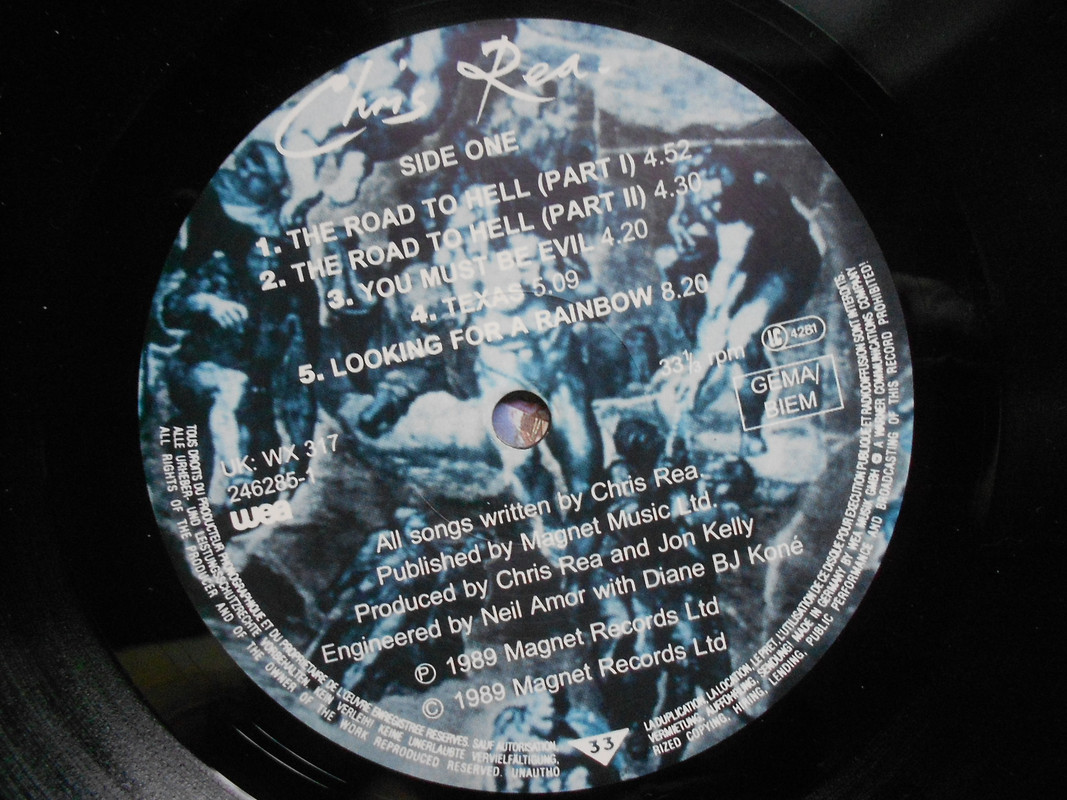 Chris Rea.
SIDE ONE
1. THE ROAD TO HELL (PART I) 4.52
2. THE ROAD TO HELL (PART II) 4.30
3. YOU MUST BE EVIL 4.20
4. TEXAS 5.09
5. LOOKING FOR A RAINBOW 8.20
33⅓ rpm
LC 4281
GEMA/
BIEM
UK: WX 317
246285-1
wea
All songs written by Chris Rea.
Published by Magnet Music Ltd.
Produced by Chris Rea and Jon Kelly
Engineered by Neil Amor with Diane BJ Koné
℗ 1989 Magnet Records Ltd
© 1989 Magnet Records Ltd
33
TOUS DROITS DU PRODUCTEUR PHONOGRAPHIQUE ET DU PROPRIETAIRE DE L'ŒUVRE ENREGISTREE RESERVES. SAUF AUTORISATION,
LA DUPLICATION, LA LOCATION, LE PRET, L'UTILISATION DE CE DISQUE POUR EXECUTION PUBLIQUE ET RADIODIFFUSION SONT INTERDITS.
ALLE URHEBER- UND LEISTUNGSSCHUTZRECHTE VORBEHALTEN. KEIN VERLEIH! KEINE UNERLAUBTE VERVIELFÄLTIGUNG,
VERMIETUNG, AUFFÜHRUNG, SENDUNG! MADE IN GERMANY BY WEA MUSIK GMBH A WARNER COMMUNICATIONS COMPANY
ALL RIGHTS OF THE PRODUCER AND OF THE OWNER OF THE WORK REPRODUCED RESERVED. UNAUTHO
RIZED COPYING, HIRING, LENDING, PUBLIC PERFORMANCE AND BROADCASTING OF THIS RECORD PROHIBITED!